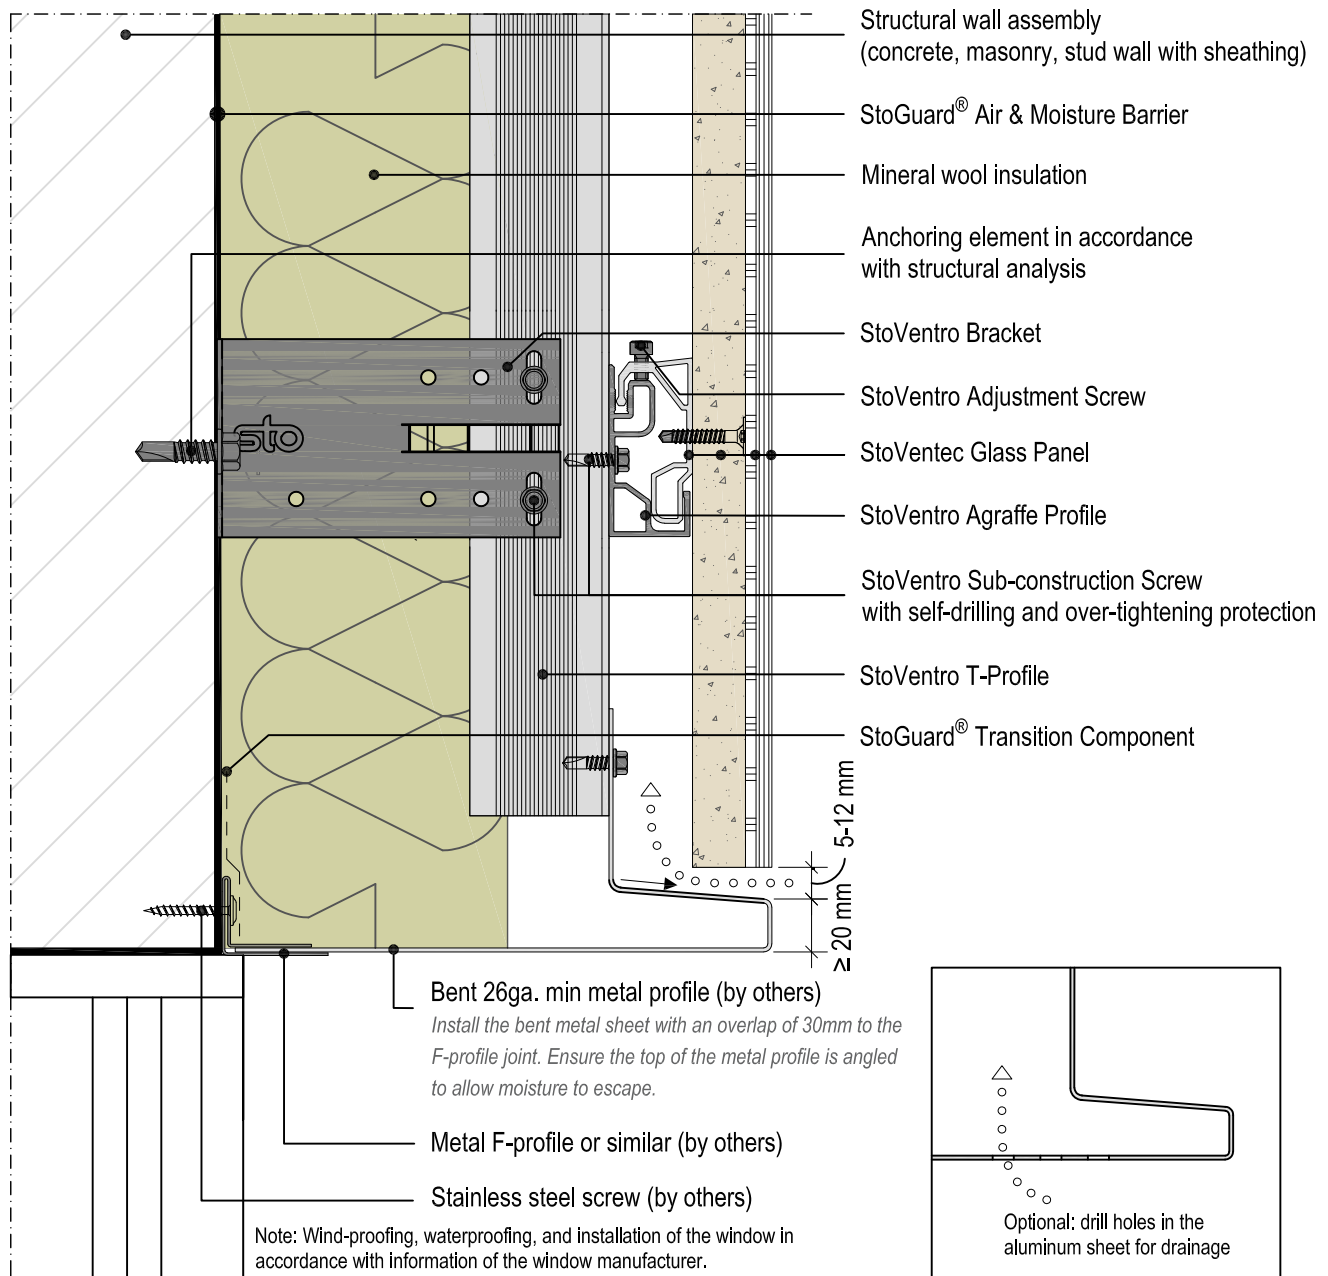 Structural wall assembly
(concrete, masonry, stud wall with sheathing)
StoGuard® Air & Moisture Barrier
Mineral wool insulation
Anchoring element in accordance
with structural analysis
StoVentro Bracket
StoVentro Adjustment Screw
sto
StoVentec Glass Panel
StoVentro Agraffe Profile
StoVentro Sub-construction Screw
with self-drilling and over-tightening protection
StoVentro T-Profile
StoGuard® Transition Component
5-12 mm
≥ 20 mm
Bent 26ga. min metal profile (by others)
Install the bent metal sheet with an overlap of 30mm to the
F-profile joint. Ensure the top of the metal profile is angled
to allow moisture to escape.
Metal F-profile or similar (by others)
Stainless steel screw (by others)
Note: Wind-proofing, waterproofing, and installation of the window in
accordance with information of the window manufacturer.
Optional: drill holes in the
aluminum sheet for drainage